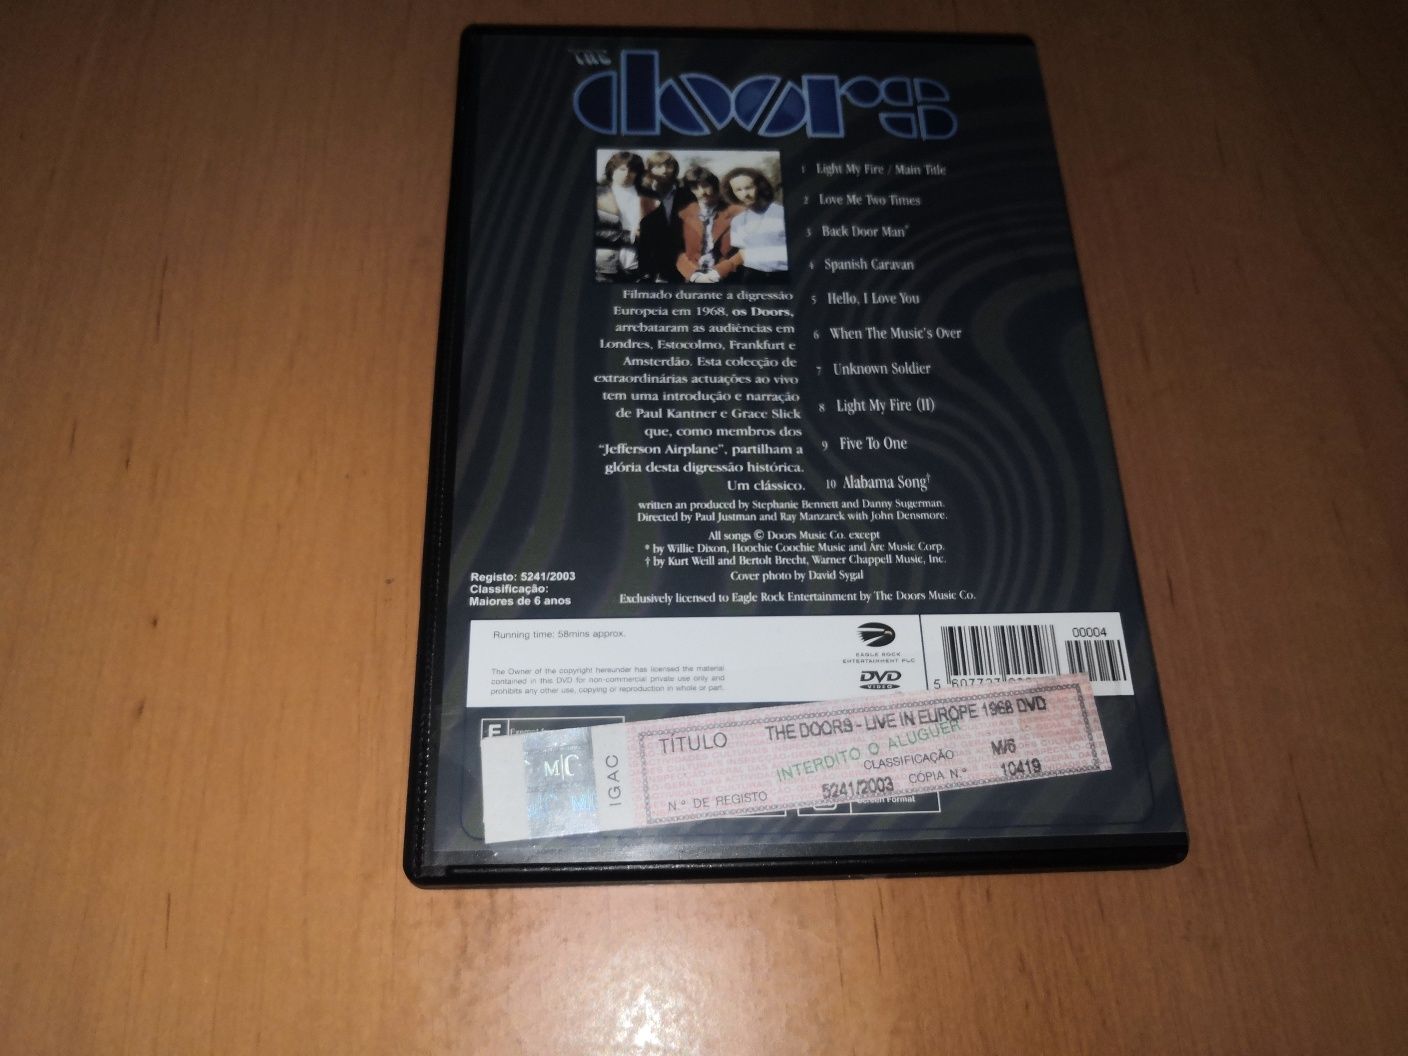 THE
doors
1 Light My Fire / Main Title
2 Love Me Two Times
3 Back Door Man*
4 Spanish Caravan
5 Hello, I Love You
6 When The Music's Over
7 Unknown Soldier
8 Light My Fire (II)
9 Five To One
10 Alabama Song†
Filmado durante a digressão
Europeia em 1968, os Doors,
arrebataram as audiências em
Londres, Estocolmo, Frankfurt e
Amsterdão. Esta colecção de
extraordinárias actuações ao vivo
tem uma introdução e narração
de Paul Kantner e Grace Slick
que, como membros dos
"Jefferson Airplane", partilham a
glória desta digressão histórica.
Um clássico.
written an produced by Stephanie Bennett and Danny Sugerman.
Directed by Paul Justman and Ray Manzarek with John Densmore.
All songs © Doors Music Co. except
* by Willie Dixon, Hoochie Coochie Music and Arc Music Corp.
† by Kurt Weill and Bertolt Brecht, Warner Chappell Music, Inc.
Cover photo by David Sygal
Exclusively licensed to Eagle Rock Entertainment by The Doors Music Co.
Registo: 5241/2003
Classificação:
Maiores de 6 anos
Running time: 58mins approx.
The Owner of the copyright hereunder has licensed the material
contained in this DVD for non-commercial private use only and
prohibits any other use, copying or reproduction in whole or part.
EAGLE ROCK
ENTERTAINMENT PLC
DVD
VIDEO
00004
5 607727
E
M|C
IGAC
TÍTULO THE DOORS - LIVE IN EUROPE 1968 DVD
INTERDITO O ALUGUER
CLASSIFICAÇÃO M/6
N.º DE REGISTO 5241/2003 CÓPIA N.º 10419
Screen Format